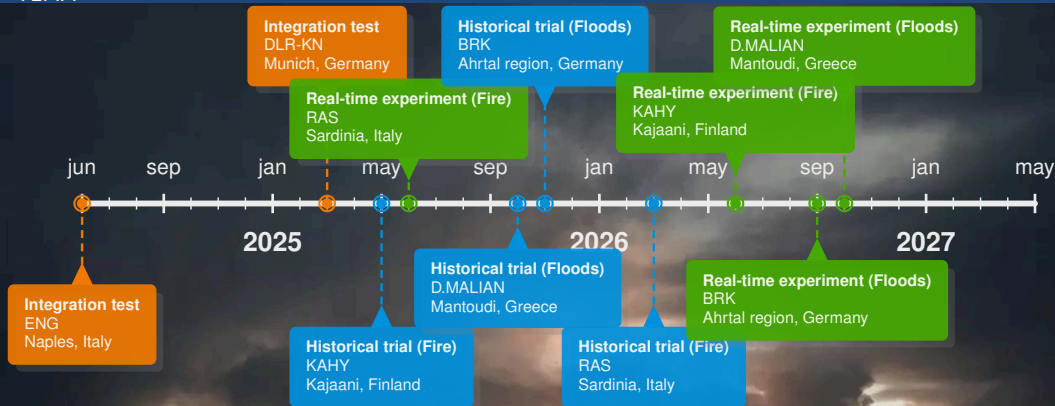 Integration test
DLR-KN
Munich, Germany
Historical trial (Floods)
BRK
Ahrtal region, Germany
Real-time experiment (Floods)
D.MALIAN
Mantoudi, Greece
Real-time experiment (Fire)
RAS
Sardinia, Italy
Real-time experiment (Fire)
KAHY
Kajaani, Finland
jun sep jan may sep jan may sep jan may
2025 2026 2027
Integration test
ENG
Naples, Italy
Historical trial (Floods)
D.MALIAN
Mantoudi, Greece
Real-time experiment (Floods)
BRK
Ahrtal region, Germany
Historical trial (Fire)
KAHY
Kajaani, Finland
Historical trial (Fire)
RAS
Sardinia, Italy